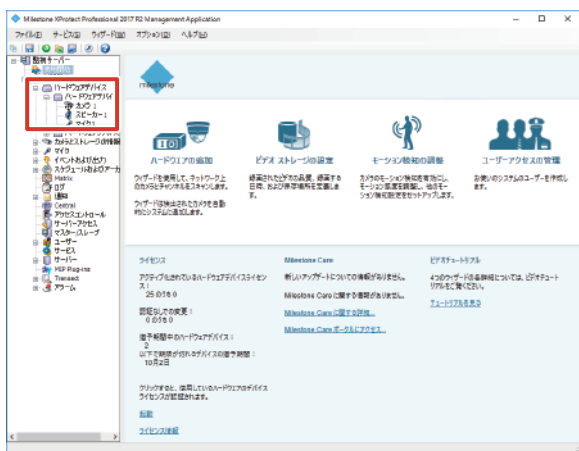 Milestone XProtect Professional 2017 R2 Management Application
ファイル(E) サービス(S) ウィザード(W) オプション(O) ヘルプ(H)
監視サーバー
ハードウェアデバイス
ハードウェアデバイ
カメラ 1
スピーカー 1
マイク 1
カメラとストレージの情報
マイク
イベントおよび出力
スケジュールおよびアーカ
Matrix
ログ
通知
Central
アクセスコントロール
サーバーアクセス
マスター/スレーブ
ユーザー
サービス
サーバー
MIP Plug-ins
Transact
アラーム
milestone
ハードウェアの追加
ウィザードを使用して、ネットワーク上
のカメラとチャンネルをスキャンします。
ウィザードは検出されたカメラを自動
的にシステムに追加します。
ビデオ ストレージの設定
録画されたビデオの品質、録画する
日時、および保存場所を定義しま
す。
モーション検知の調整
カメラのモーション検知を有効にし、
モーション感度を調整し、他のモー
ション検知設定をセットアップします。
ユーザーアクセスの管理
お使いのシステムのユーザーを作成し
ます。
ライセンス
アクティブ化されているハードウェアデバイスライセン
ス:
25 のうち 0
認証なしでの変更:
0 のうち 0
猶予期間中のハードウェアデバイス:
2
以下で期限が切れるデバイスの猶予期間:
10月2日
クリックすると、使用しているハードウェアのデバイス
ライセンスが認証されます。
起動
ライセンス情報
Milestone Care
新しいアップデートについての情報がありません。
Milestone Care に関する情報がありません。
Milestone Care に関する詳細...
Milestone Care ポータルにアクセス...
ビデオチュートリアル
4つのウィザードの各詳細については、ビデオチュート
リアルをご覧ください。
チュートリアルを見る